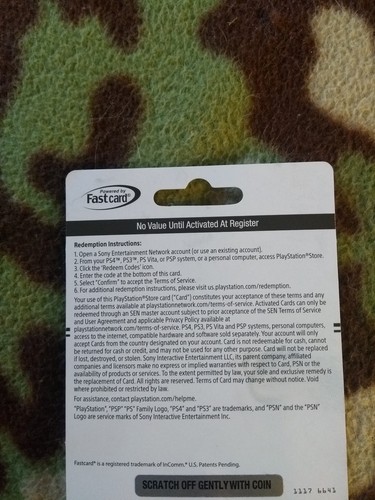 Powered by
Fastcard®
No Value Until Activated At Register
Redemption Instructions:
1. Open a Sony Entertainment Network account (or use an existing account).
2. From your PS4™, PS3™, PS Vita, or PSP system, or a personal computer, access PlayStation®Store.
3. Click the 'Redeem Codes' icon.
4. Enter the code at the bottom of this card.
5. Select "Confirm" to accept the Terms of Service.
6. For additional redemption instructions, please visit us.playstation.com/redemption.
Your use of this PlayStation®Store card ("Card") constitutes your acceptance of these terms and any
additional terms available at playstationnetwork.com/terms-of-service. Activated Cards can only be
redeemed through an SEN master account subject to prior acceptance of the SEN Terms of Service
and User Agreement and applicable Privacy Policy available at
playstationnetwork.com/terms-of-service. PS4, PS3, PS Vita and PSP systems, personal computers,
access to the internet, compatible hardware and software sold separately. Your account will only
accept Cards from the country designated on your account. Card is not redeemable for cash, cannot
be returned for cash or credit, and may not be used for any other purpose. Card will not be replaced
if lost, destroyed, or stolen. Sony Interactive Entertainment LLC, its parent company, affiliated
companies and licensors make no express or implied warranties with respect to Card, PSN or the
availability of products or services. To the extent permitted by law, your sole and exclusive remedy is
the replacement of Card. All rights are reserved. Terms of Card may change without notice. Void
where prohibited or restricted by law.
For assistance, contact playstation.com/helpme.
"PlayStation", "PSP" "PS" Family Logo, "PS4" and "PS3" are trademarks, and "PSN" and the "PSN"
Logo are service marks of Sony Interactive Entertainment Inc.
Fastcard® is a registered trademark of InComm.® U.S. Patents Pending.
SCRATCH OFF GENTLY WITH COIN
1117 6641